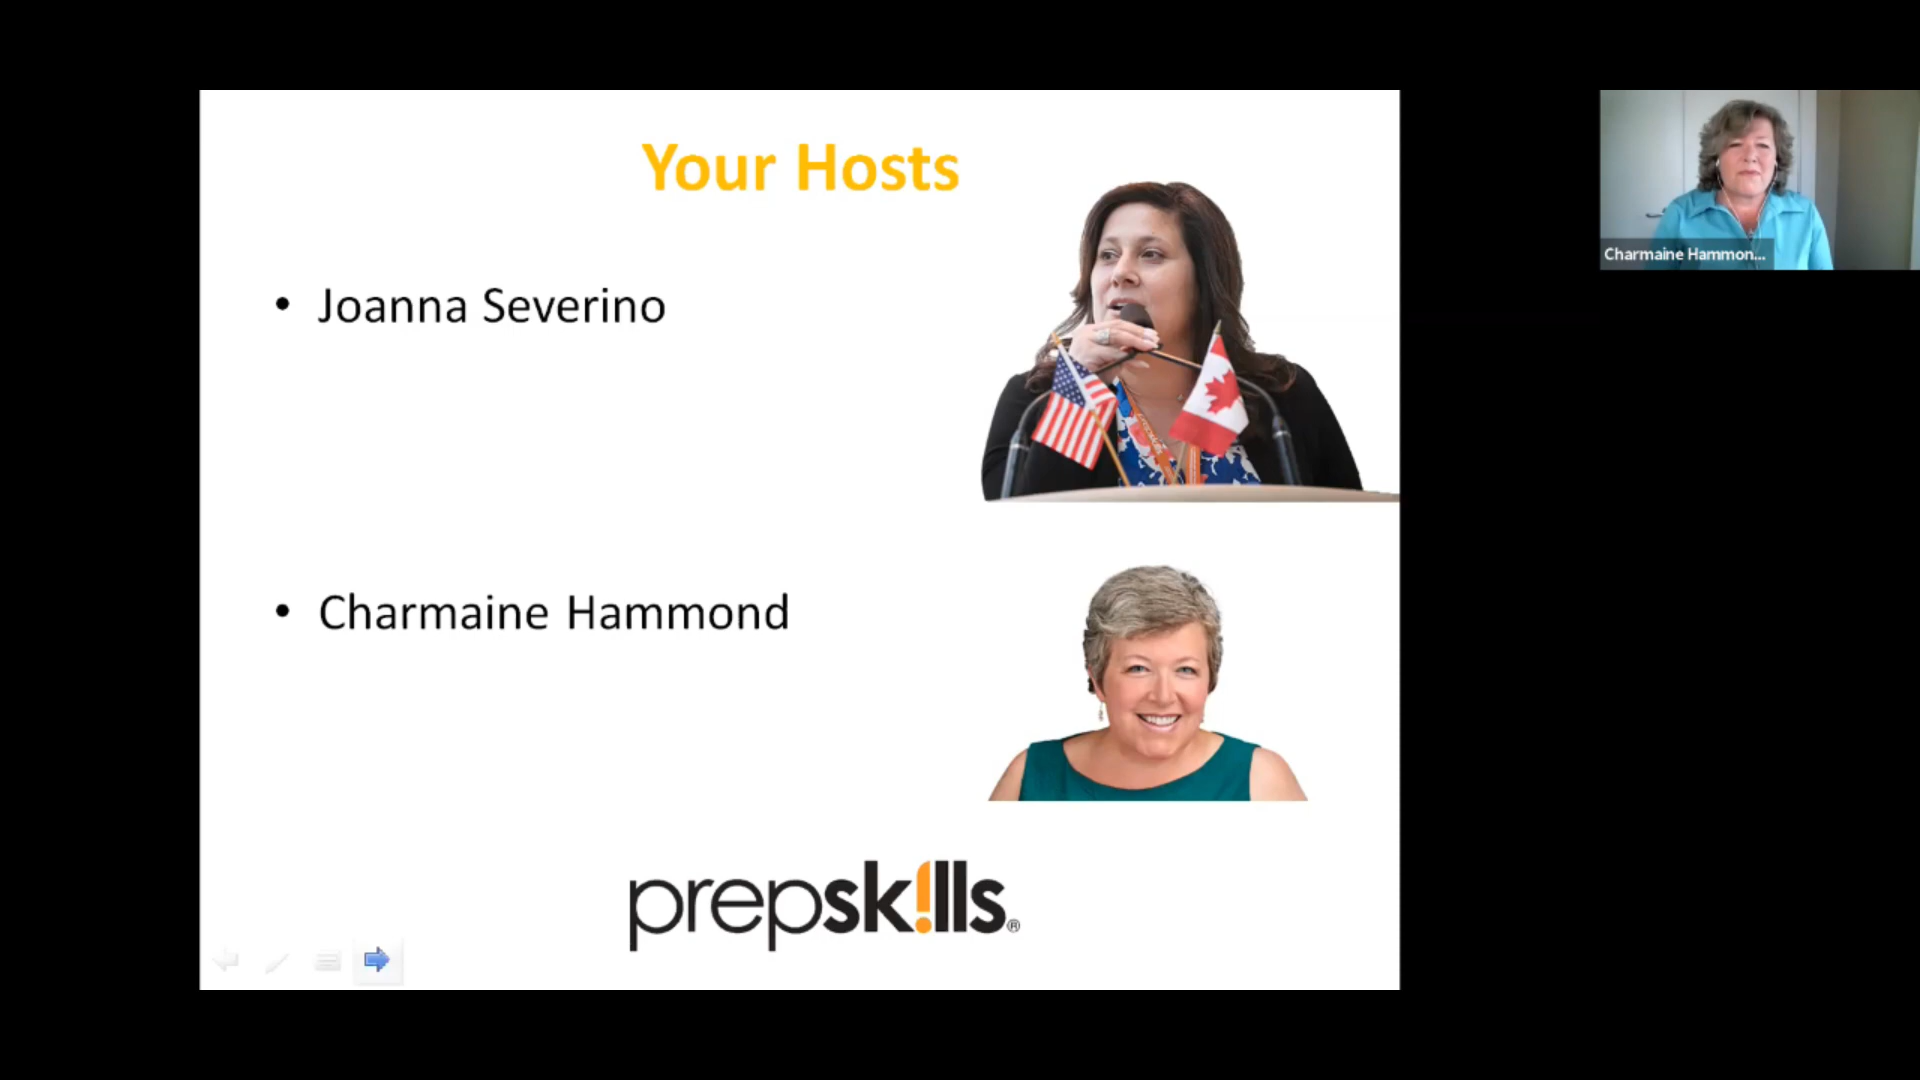 Your Hosts
• Joanna Severino
• Charmaine Hammond
prepsk!lls®
Charmaine Hammon...